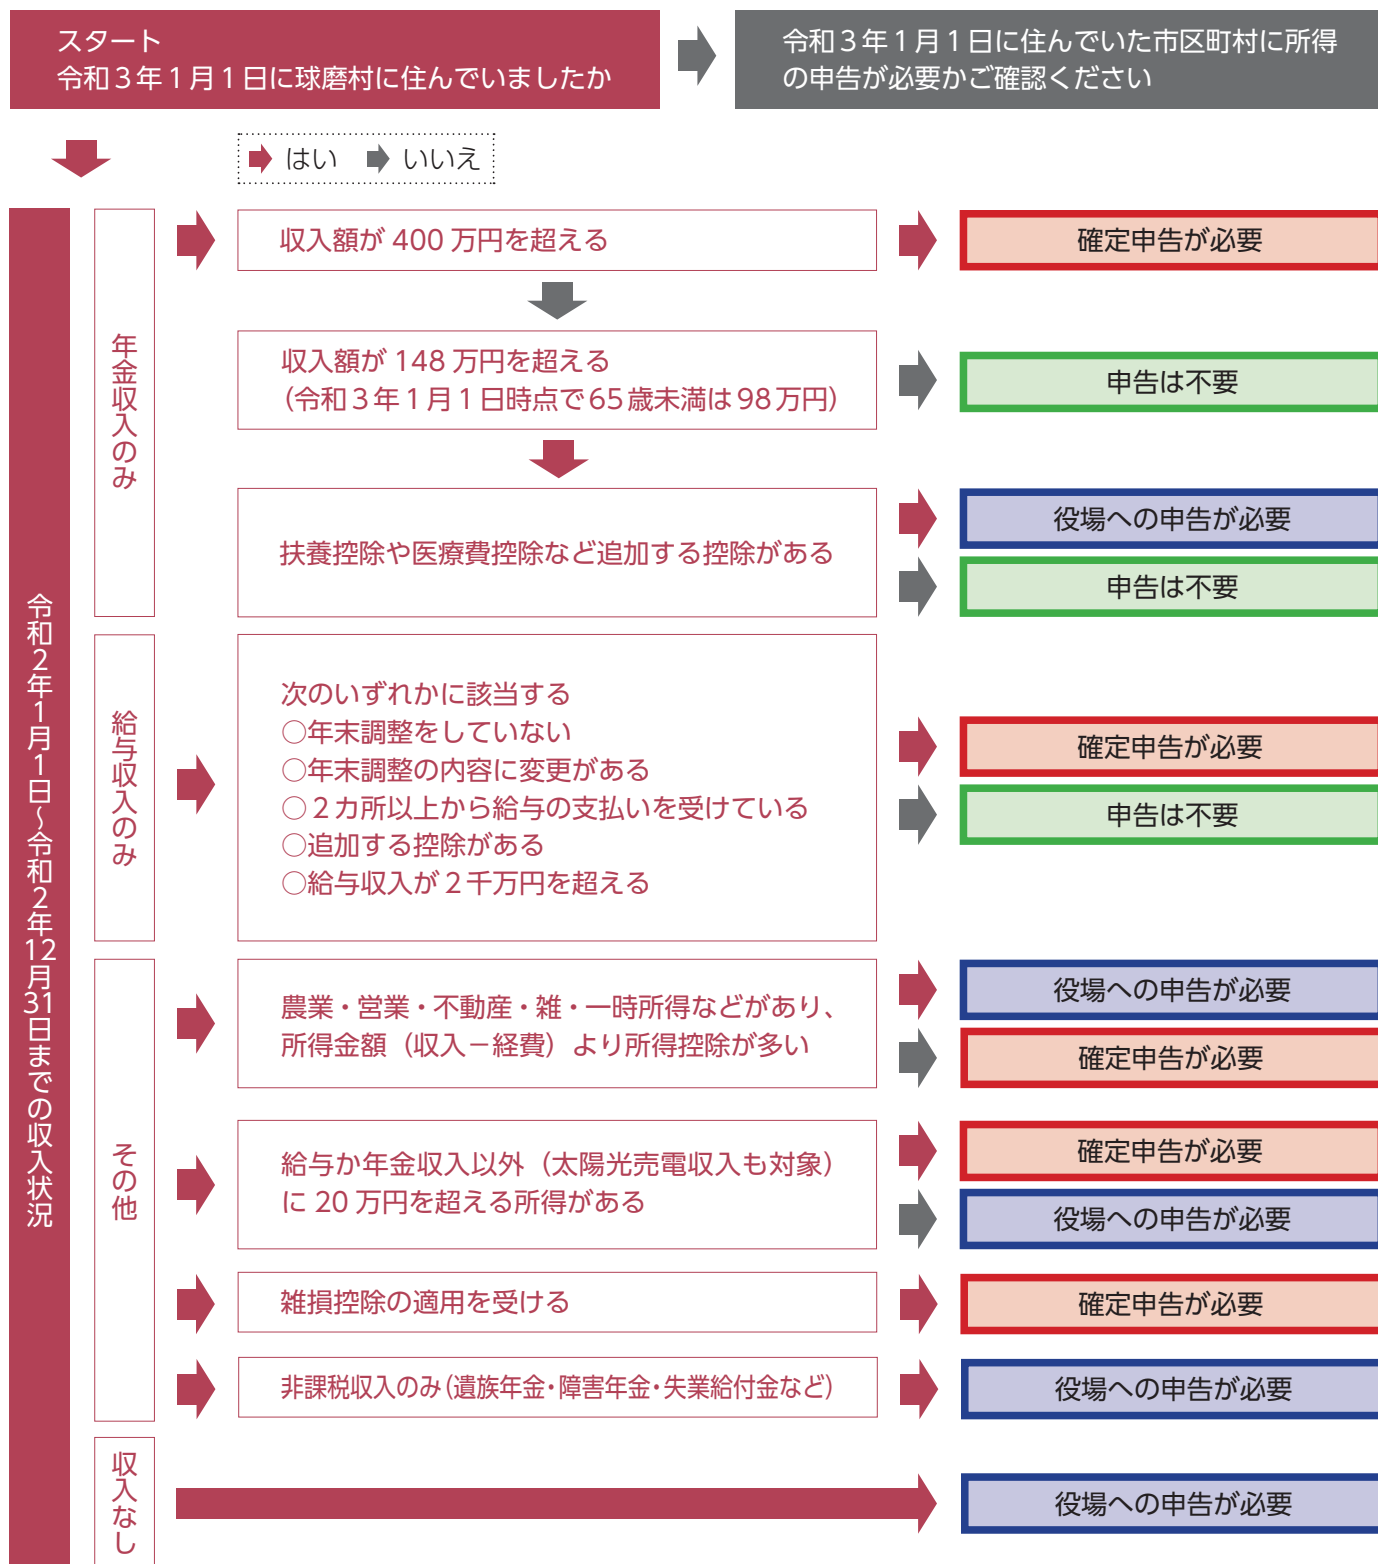 スタート
令和３年１月１日に球磨村に住んでいましたか
令和３年１月１日に住んでいた市区町村に所得
の申告が必要かご確認ください
はい
いいえ
令和２年１月１日～令和２年12月31日までの収入状況
年金収入のみ
収入額が 400 万円を超える
確定申告が必要
収入額が 148 万円を超える
（令和３年１月１日時点で65歳未満は98万円）
申告は不要
扶養控除や医療費控除など追加する控除がある
役場への申告が必要
申告は不要
給与収入のみ
次のいずれかに該当する
○年末調整をしていない
○年末調整の内容に変更がある
○２カ所以上から給与の支払いを受けている
○追加する控除がある
○給与収入が２千万円を超える
確定申告が必要
申告は不要
その他
農業・営業・不動産・雑・一時所得などがあり、
所得金額（収入－経費）より所得控除が多い
役場への申告が必要
確定申告が必要
給与か年金収入以外（太陽光売電収入も対象）
に 20 万円を超える所得がある
確定申告が必要
役場への申告が必要
雑損控除の適用を受ける
確定申告が必要
非課税収入のみ（遺族年金・障害年金・失業給付金など）
役場への申告が必要
収入なし
役場への申告が必要